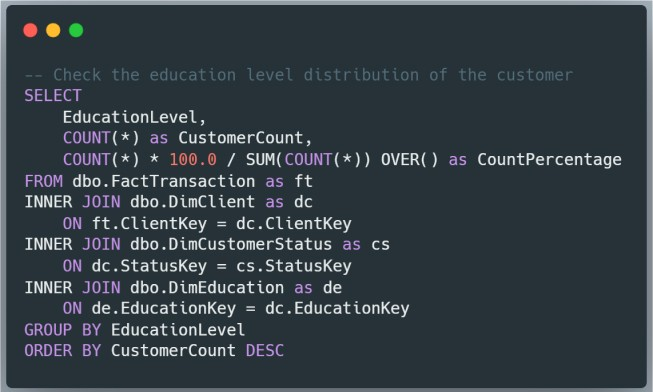 -- Check the education level distribution of the customer
SELECT
    EducationLevel,
    COUNT(*) as CustomerCount,
    COUNT(*) * 100.0 / SUM(COUNT(*)) OVER() as CountPercentage
FROM dbo.FactTransaction as ft
INNER JOIN dbo.DimClient as dc
    ON ft.ClientKey = dc.ClientKey
INNER JOIN dbo.DimCustomerStatus as cs
    ON dc.StatusKey = cs.StatusKey
INNER JOIN dbo.DimEducation as de
    ON de.EducationKey = dc.EducationKey
GROUP BY EducationLevel
ORDER BY CustomerCount DESC